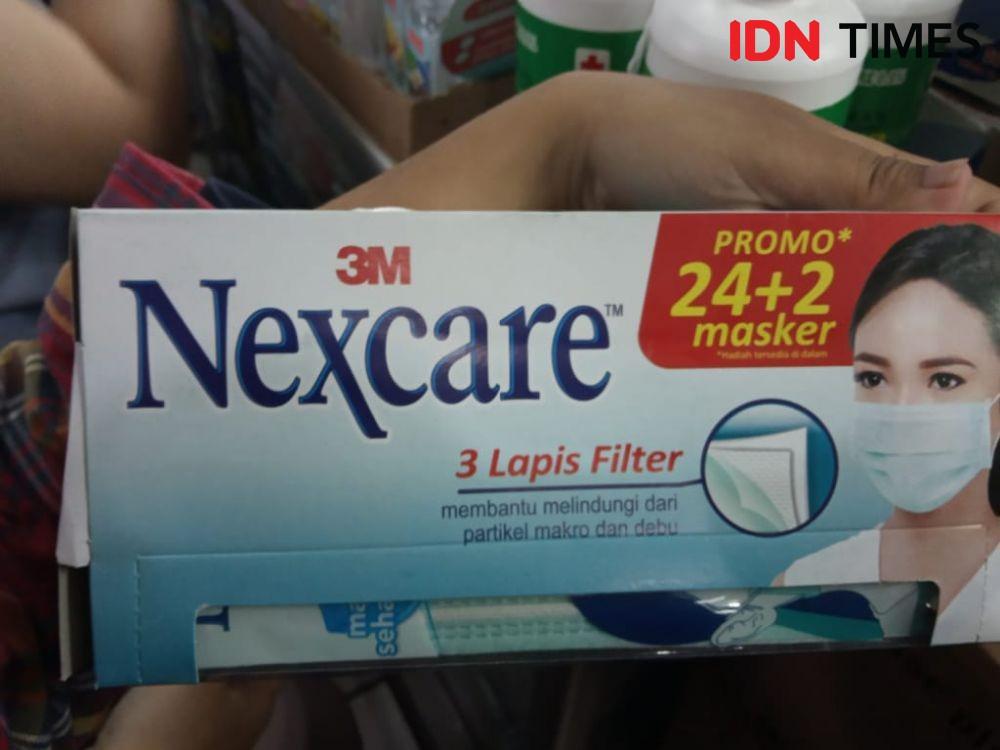 IDN TIMES
3M
Nexcare™
PROMO*
24+2
masker
*Hadiah tersedia di dalam
3 Lapis Filter
membantu melindungi dari
partikel makro dan debu